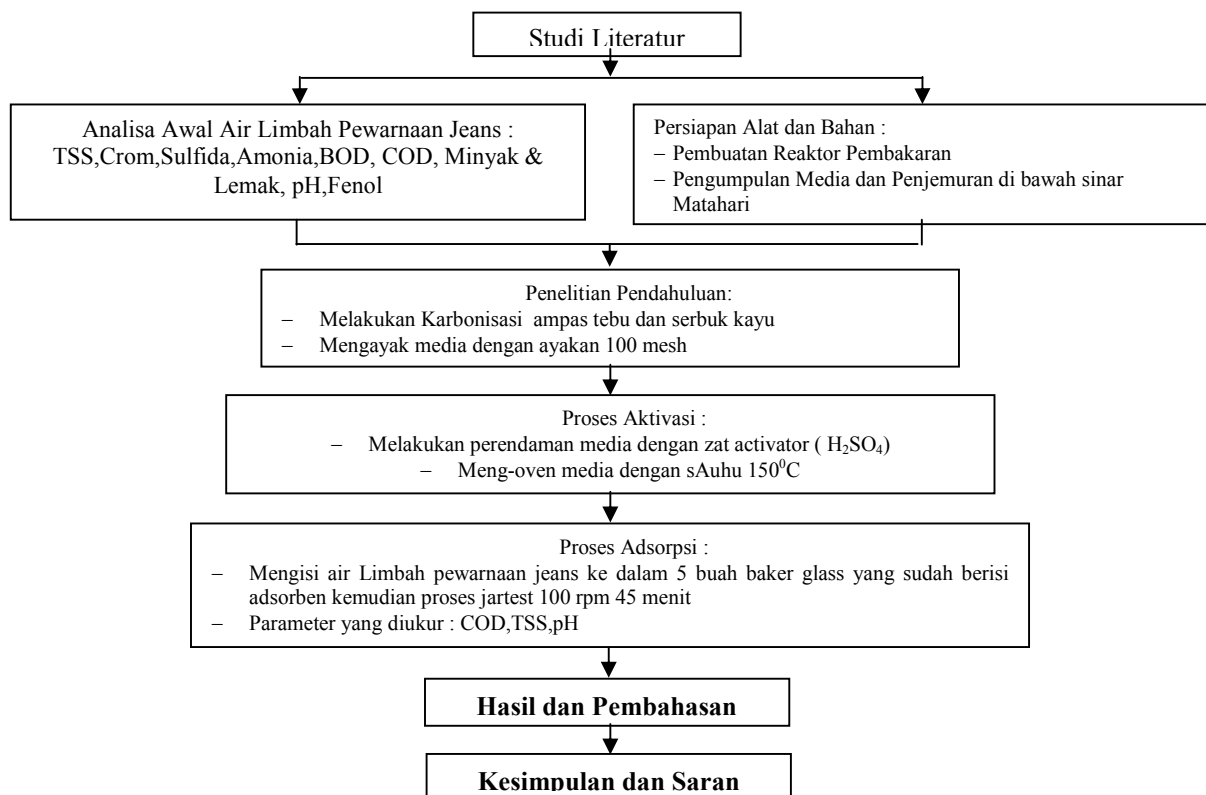 Studi Literatur
Analisa Awal Air Limbah Pewarnaan Jeans :
TSS,Crom,Sulfida,Amonia,BOD, COD, Minyak &
Lemak, pH,Fenol
Persiapan Alat dan Bahan :
– Pembuatan Reaktor Pembakaran
– Pengumpulan Media dan Penjemuran di bawah sinar
Matahari
Penelitian Pendahuluan:
– Melakukan Karbonisasi ampas tebu dan serbuk kayu
– Mengayak media dengan ayakan 100 mesh
Proses Aktivasi :
– Melakukan perendaman media dengan zat activator ( H₂SO₄)
– Meng-oven media dengan sAuhu 150⁰C
Proses Adsorpsi :
– Mengisi air Limbah pewarnaan jeans ke dalam 5 buah baker glass yang sudah berisi
adsorben kemudian proses jartest 100 rpm 45 menit
– Parameter yang diukur : COD,TSS,pH
Hasil dan Pembahasan
Kesimpulan dan Saran